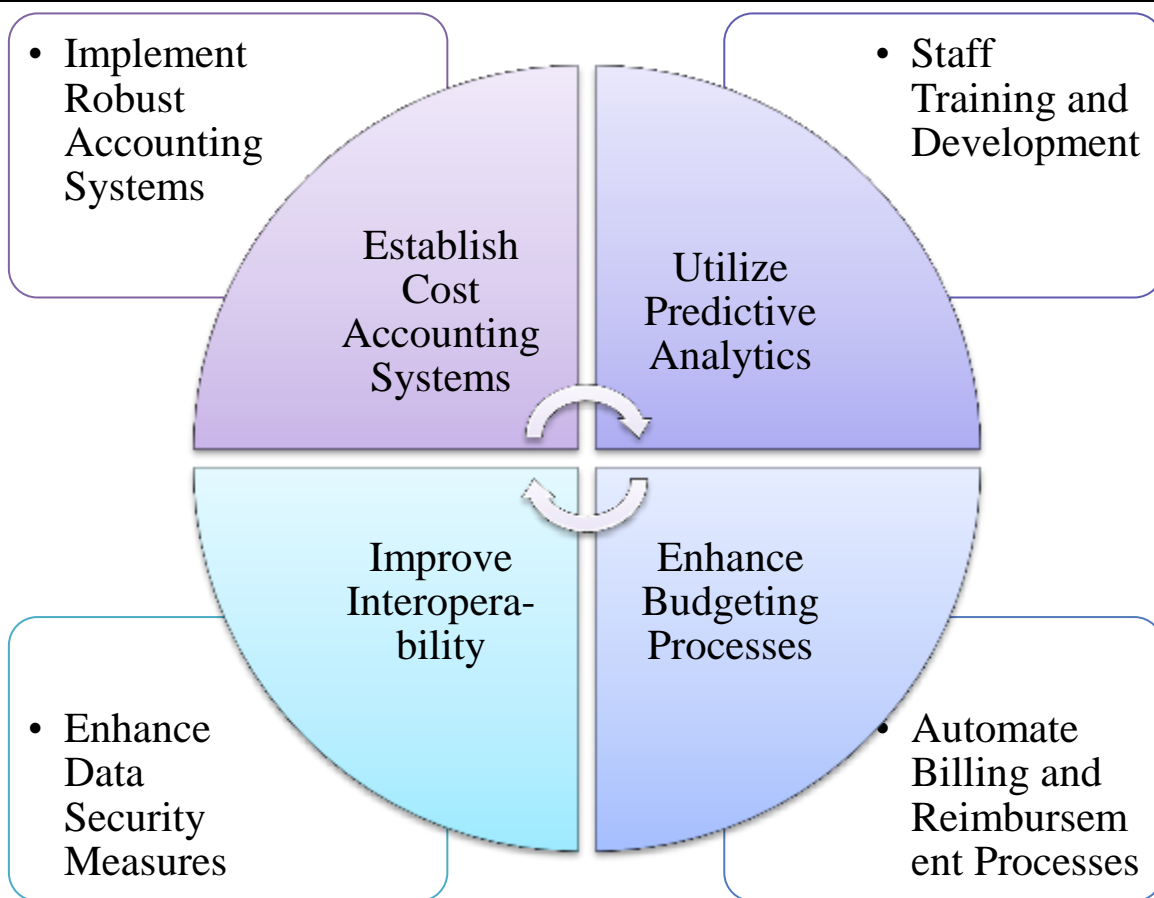 • Implement
Robust
Accounting
Systems
• Staff
Training and
Development
Establish
Cost
Accounting
Systems
Utilize
Predictive
Analytics
Improve
Interopera-
bility
Enhance
Budgeting
Processes
• Enhance
Data
Security
Measures
• Automate
Billing and
Reimbursem
ent Processes